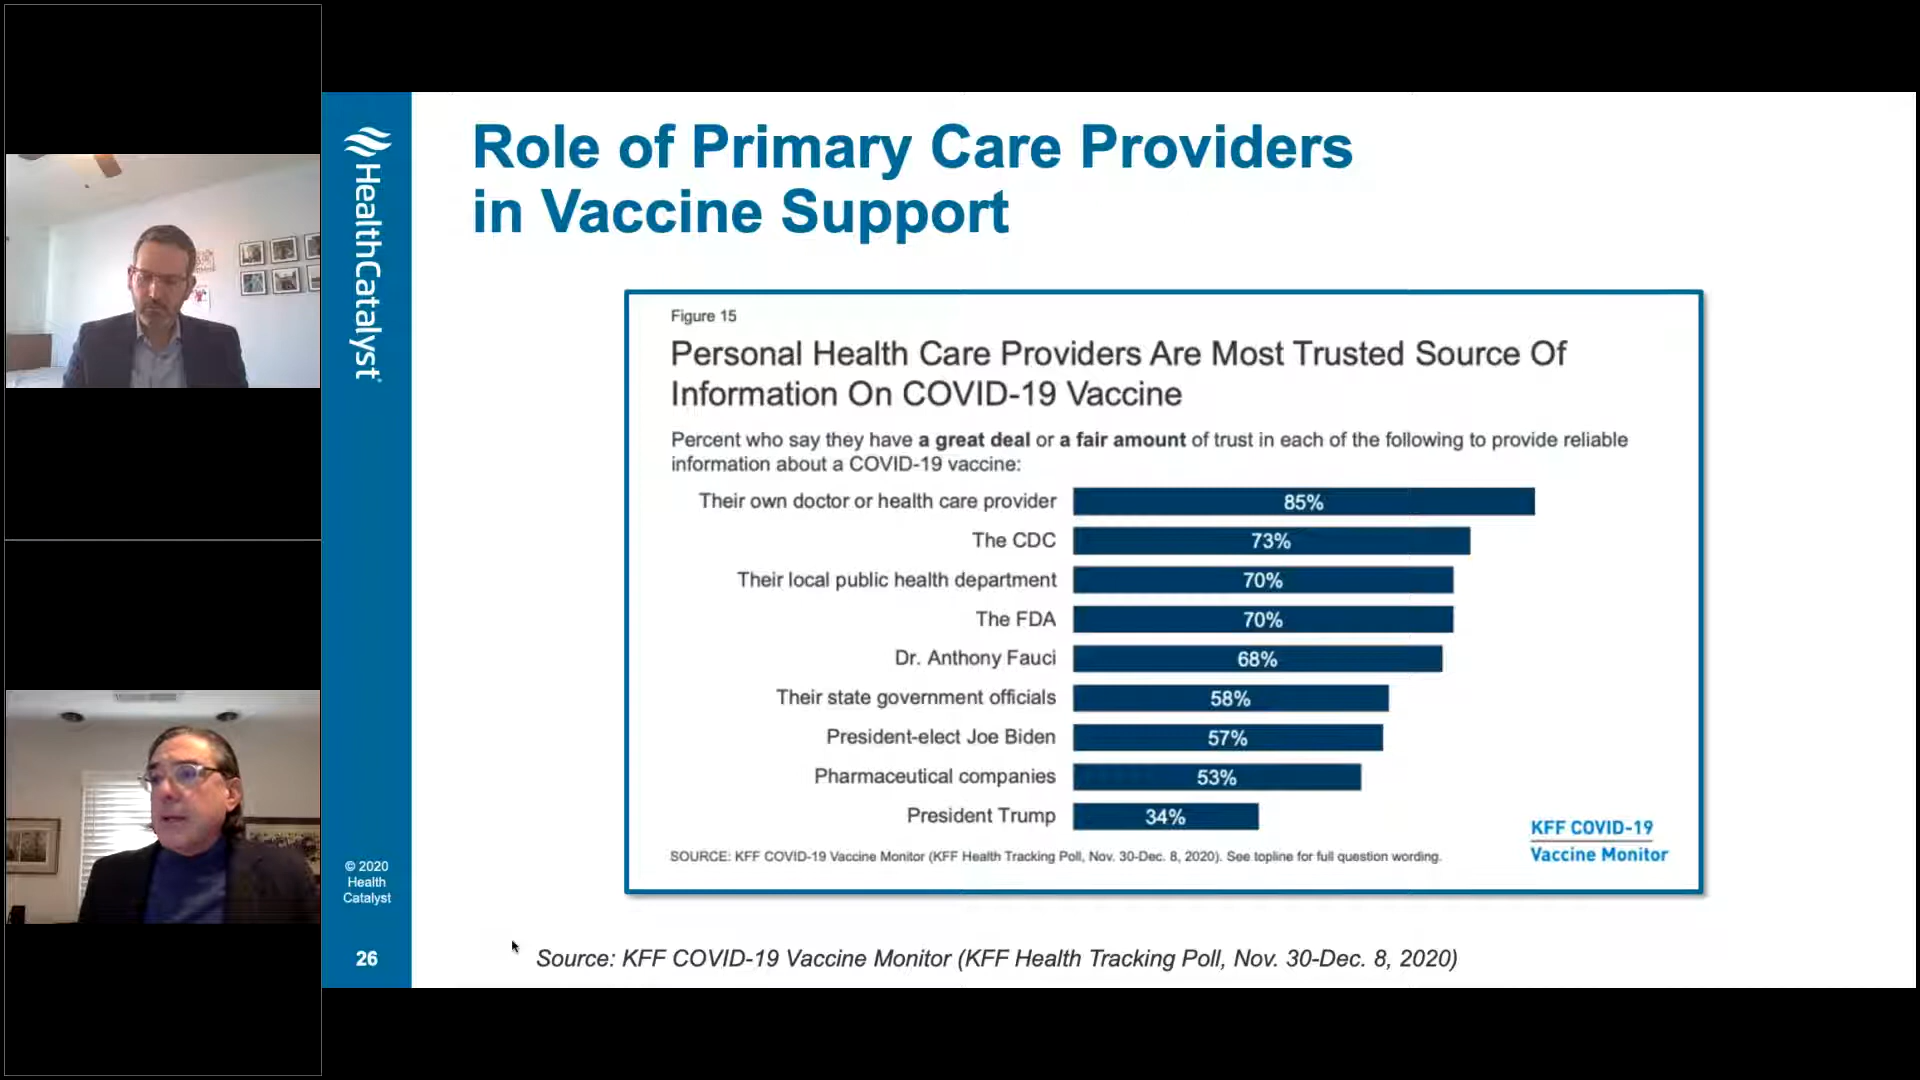 HealthCatalyst
© 2020
Health
Catalyst
26
Role of Primary Care Providers
in Vaccine Support
Figure 15
Personal Health Care Providers Are Most Trusted Source Of
Information On COVID-19 Vaccine
Percent who say they have a great deal or a fair amount of trust in each of the following to provide reliable
information about a COVID-19 vaccine:
Their own doctor or health care provider 85%
The CDC 73%
Their local public health department 70%
The FDA 70%
Dr. Anthony Fauci 68%
Their state government officials 58%
President-elect Joe Biden 57%
Pharmaceutical companies 53%
President Trump 34%
SOURCE: KFF COVID-19 Vaccine Monitor (KFF Health Tracking Poll, Nov. 30-Dec. 8, 2020). See topline for full question wording.
KFF COVID-19
Vaccine Monitor
Source: KFF COVID-19 Vaccine Monitor (KFF Health Tracking Poll, Nov. 30-Dec. 8, 2020)